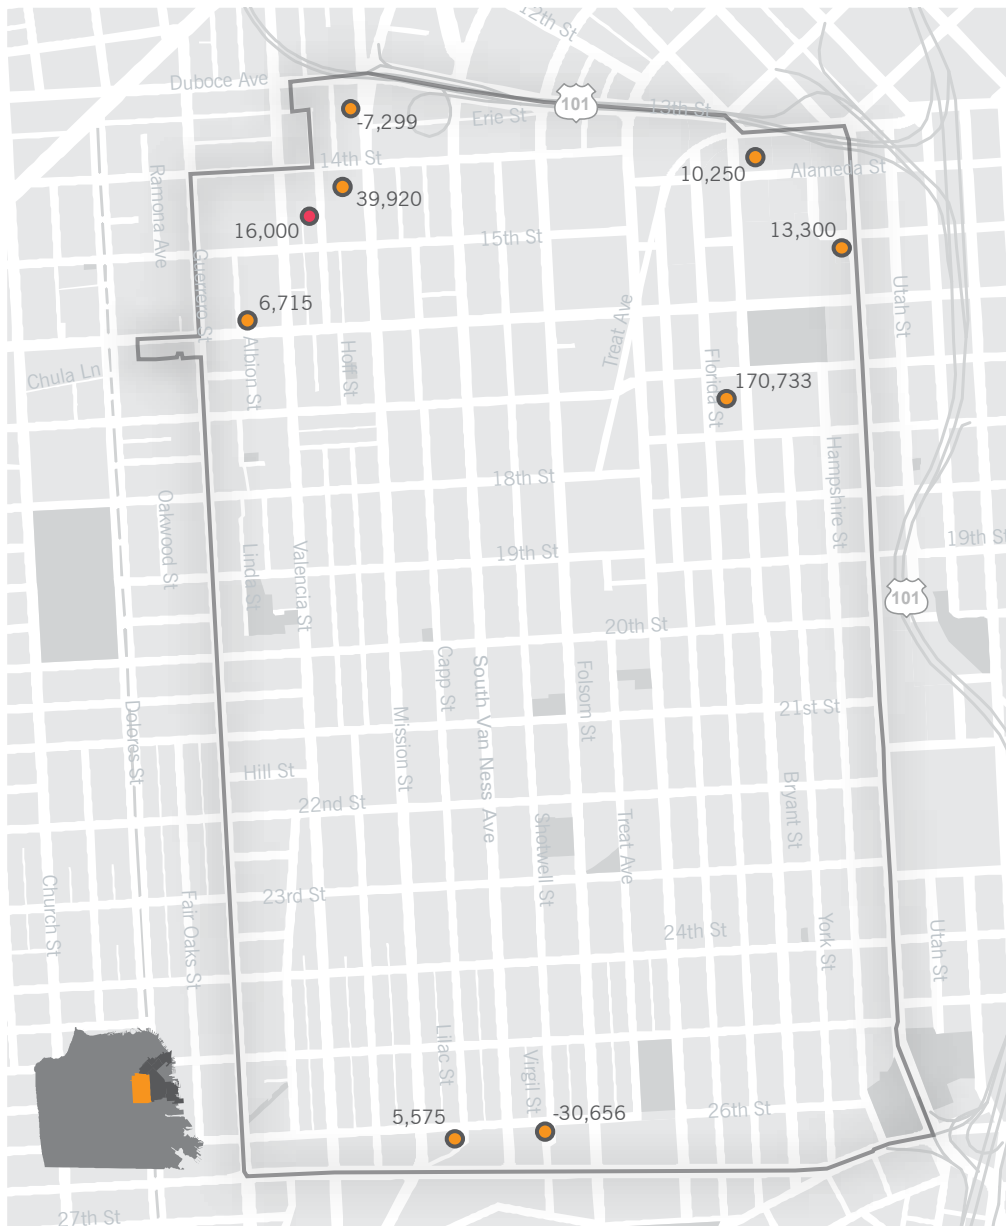 12th St
Duboce Ave
101
13th St
Erie St
-7,299
14th St
Alameda St
10,250
Ramona Ave
39,920
16,000
13,300
15th St
Guerrero St
6,715
Utah St
Treat Ave
Albion St
Hoff St
Florida St
Chula Ln
170,733
Hampshire St
18th St
Oakwood St
19th St
19th St
Linda St
Valencia St
101
20th St
Capp St
South Van Ness Ave
Folsom St
Dolores St
Mission St
21st St
Hill St
Bryant St
22nd St
Shotwell St
Treat Ave
Church St
Fair Oaks St
23rd St
24th St
York St
Utah St
Lilac St
Virgil St
5,575
-30,656
26th St
27th St